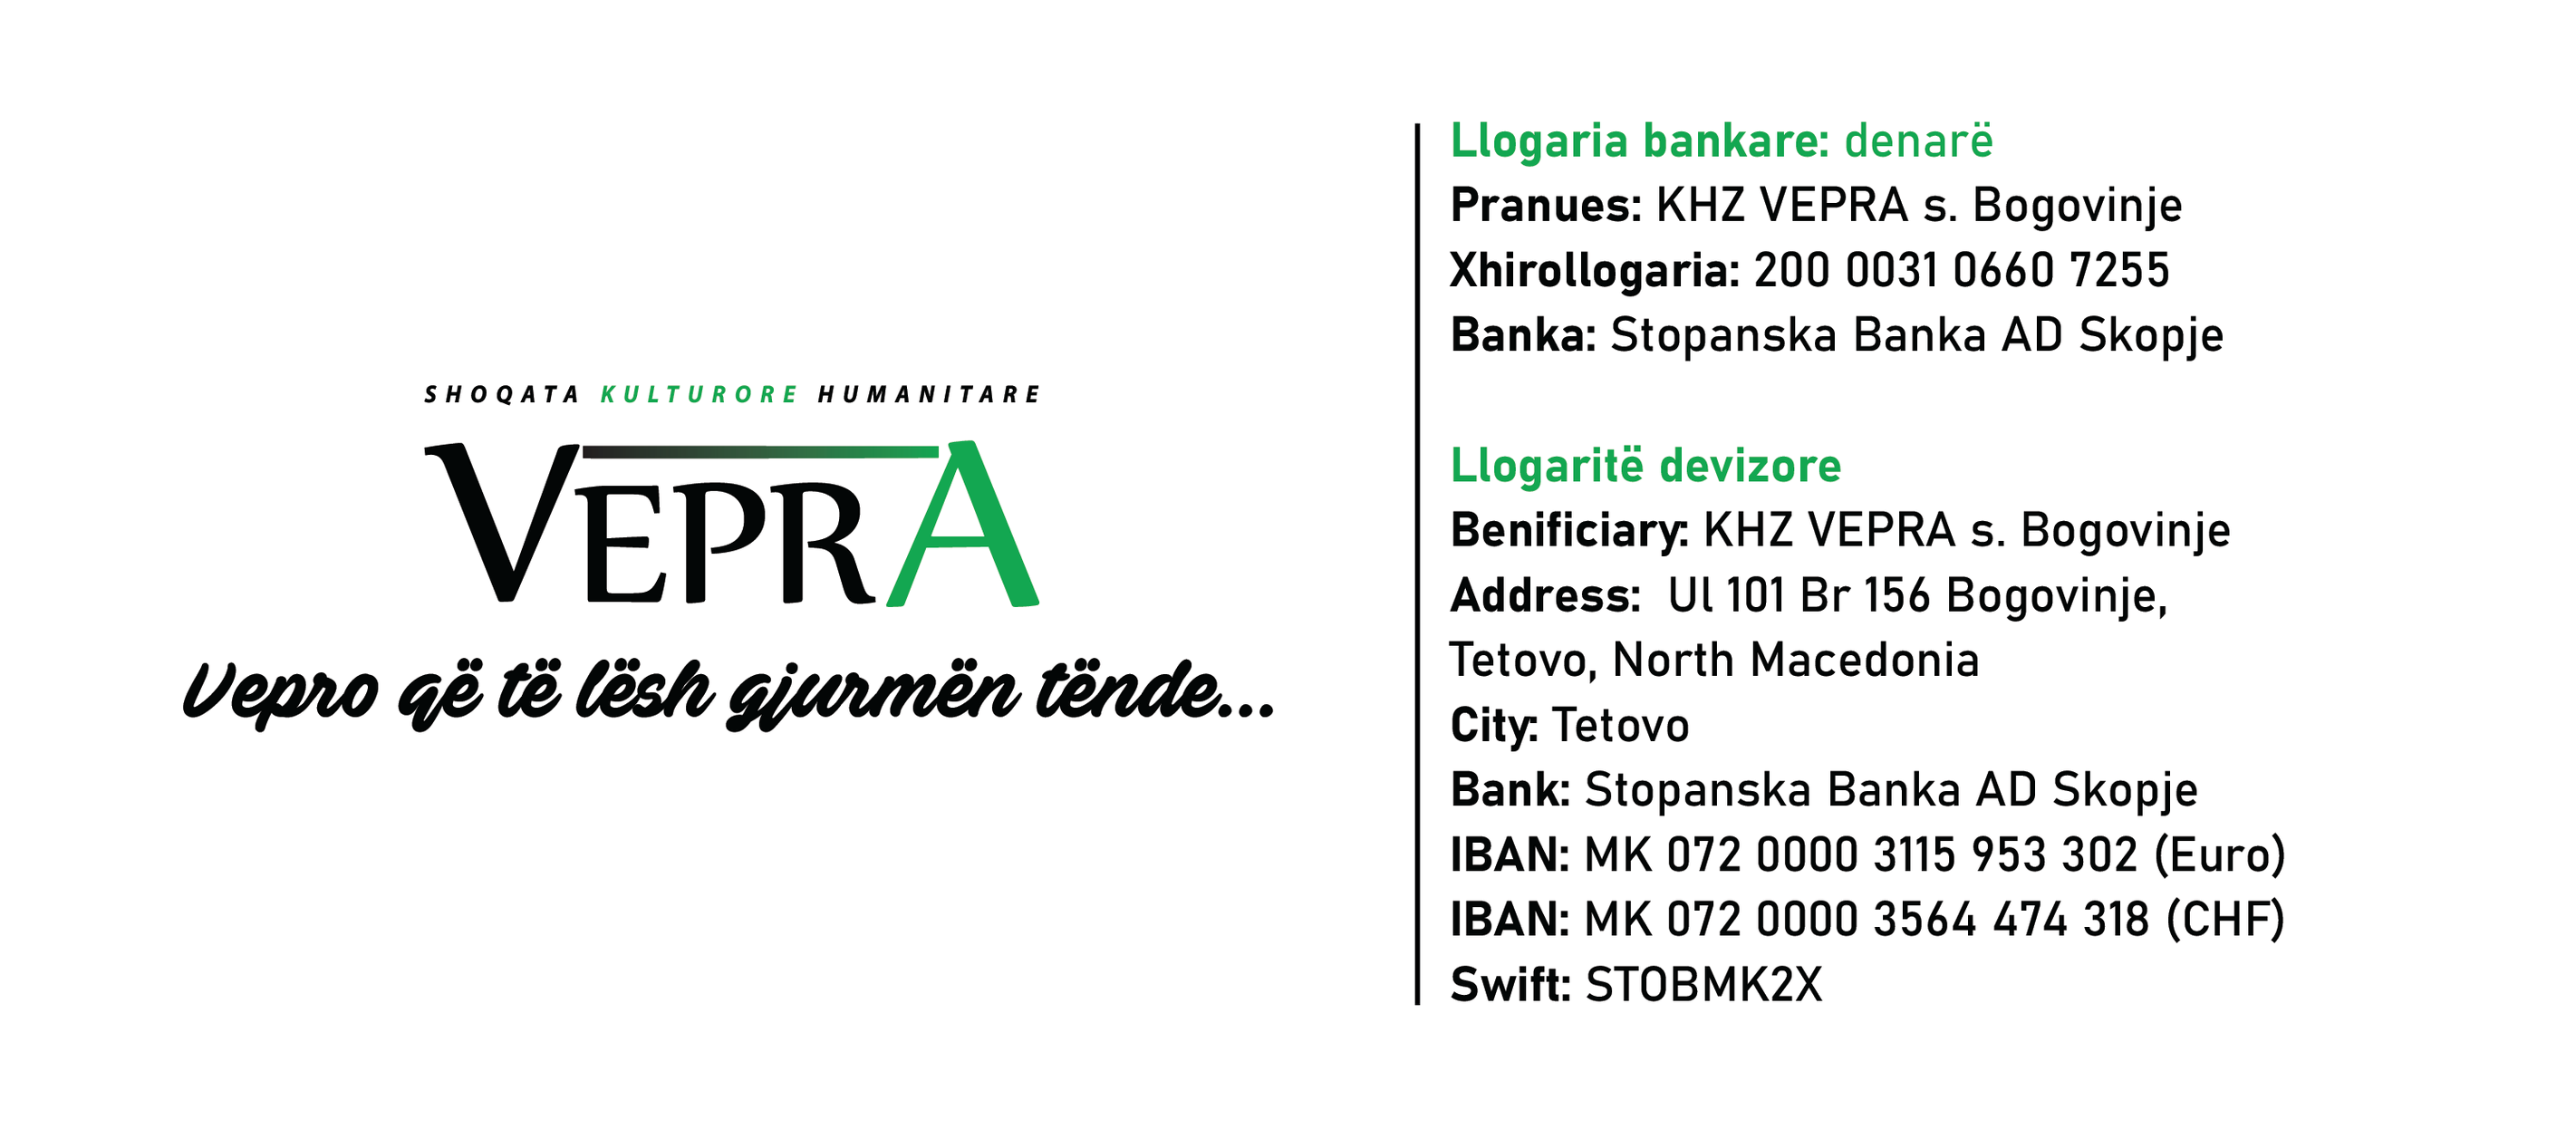 SHOQATA KULTURORE HUMANITARE
VEPRA
Vepro që të lësh gjurmën tënde...
Llogaria bankare: denarë
Pranues: KHZ VEPRA s. Bogovinje
Xhirollogaria: 200 0031 0660 7255
Banka: Stopanska Banka AD Skopje
Llogaritë devizore
Benificiary: KHZ VEPRA s. Bogovinje
Address: Ul 101 Br 156 Bogovinje,
Tetovo, North Macedonia
City: Tetovo
Bank: Stopanska Banka AD Skopje
IBAN: MK 072 0000 3115 953 302 (Euro)
IBAN: MK 072 0000 3564 474 318 (CHF)
Swift: STOBMK2X